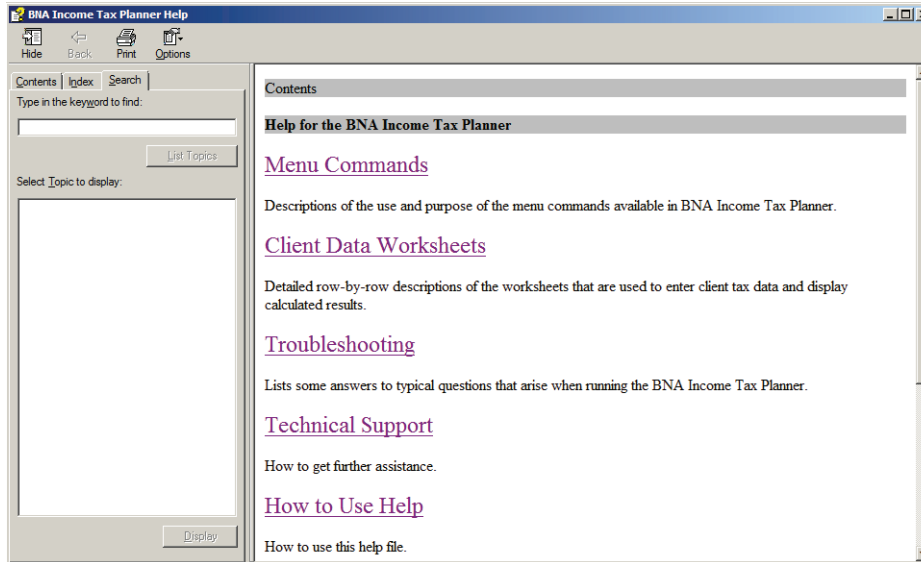 BNA Income Tax Planner Help
Hide Back Print Options
Contents Index Search
Type in the keyword to find:
List Topics
Select Topic to display:
Display
Contents
Help for the BNA Income Tax Planner
Menu Commands
Descriptions of the use and purpose of the menu commands available in BNA Income Tax Planner.
Client Data Worksheets
Detailed row-by-row descriptions of the worksheets that are used to enter client tax data and display
calculated results.
Troubleshooting
Lists some answers to typical questions that arise when running the BNA Income Tax Planner.
Technical Support
How to get further assistance.
How to Use Help
How to use this help file.